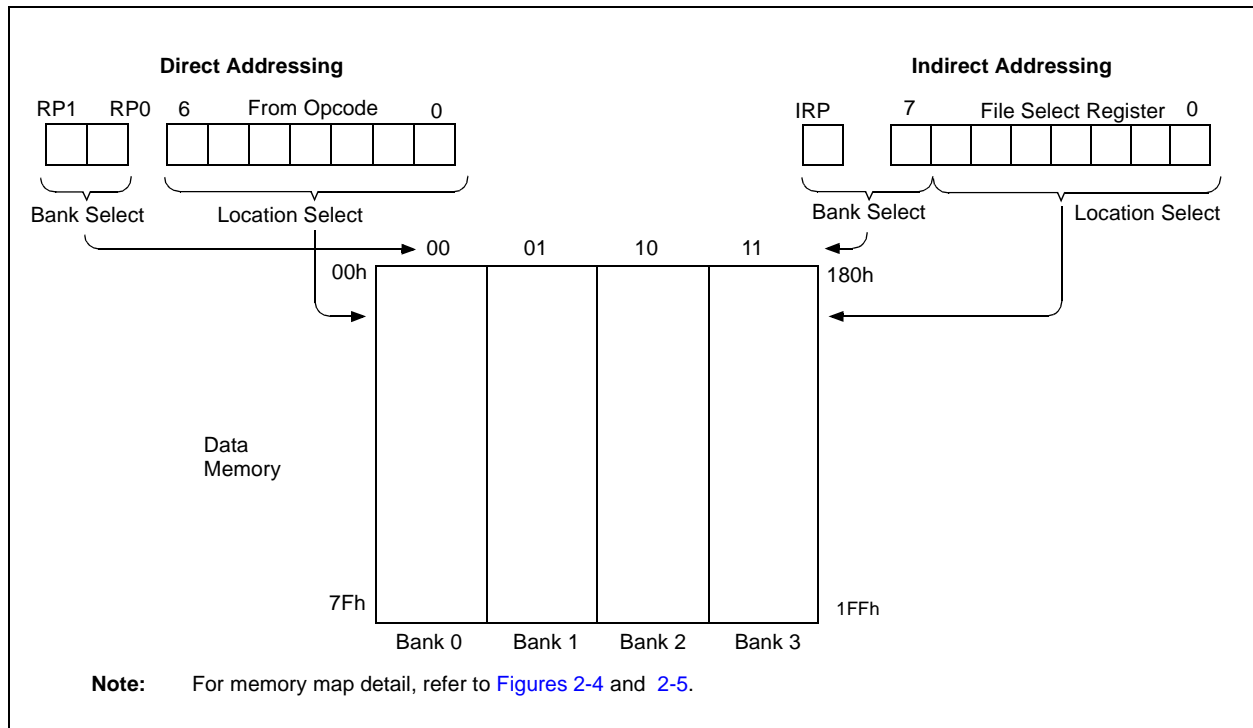 Direct Addressing
Indirect Addressing
RP1 RP0 6 From Opcode 0
IRP 7 File Select Register 0
Bank Select Location Select
Bank Select Location Select
00 01 10 11
00h 180h
Data
Memory
7Fh 1FFh
Bank 0 Bank 1 Bank 2 Bank 3
Note: For memory map detail, refer to Figures 2-4 and 2-5.